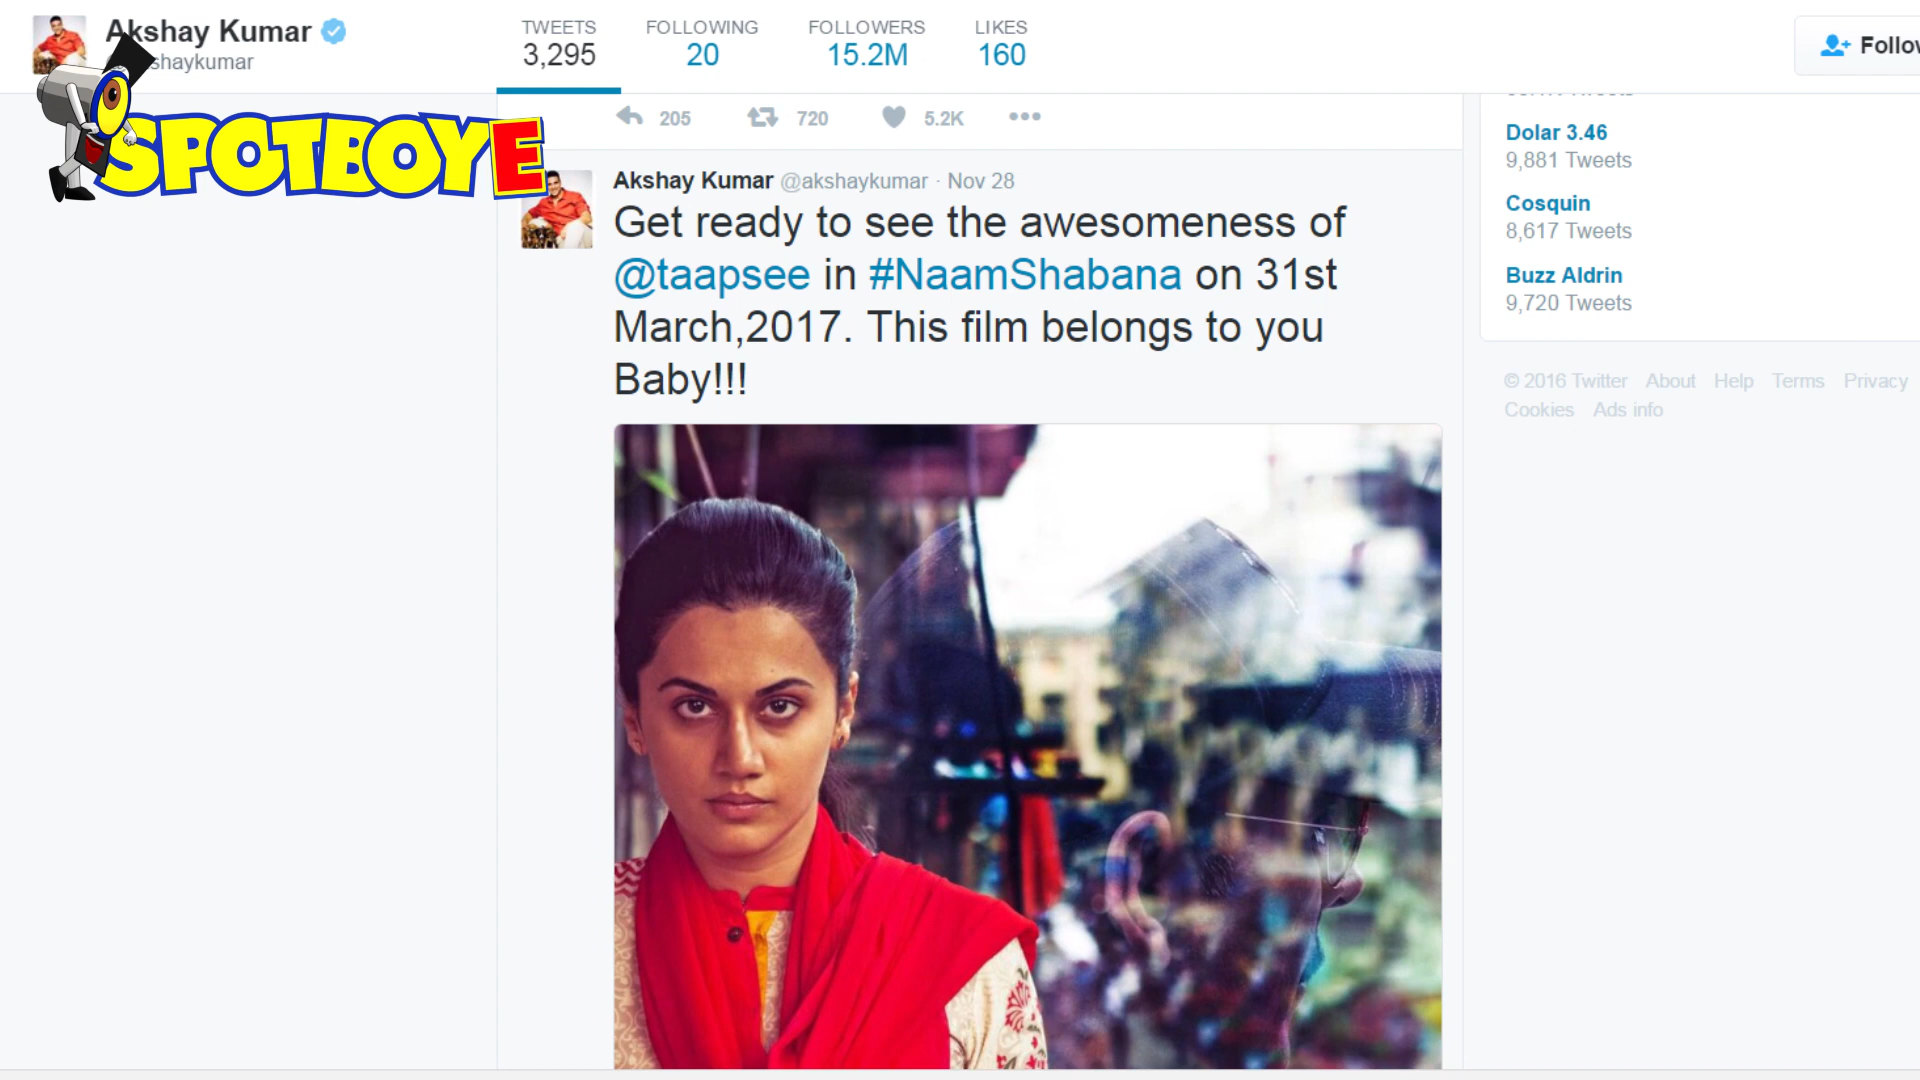 Akshay Kumar
shaykumar
TWEETS
3,295
FOLLOWING
20
FOLLOWERS
15.2M
LIKES
160
Follow
SPOTBOYE
205
720
5.2K
Akshay Kumar @akshaykumar · Nov 28
Get ready to see the awesomeness of
@taapsee in #NaamShabana on 31st
March,2017. This film belongs to you
Baby!!!
Dolar 3.46
9,881 Tweets
Cosquin
8,617 Tweets
Buzz Aldrin
9,720 Tweets
© 2016 Twitter About Help Terms Privacy
Cookies Ads info